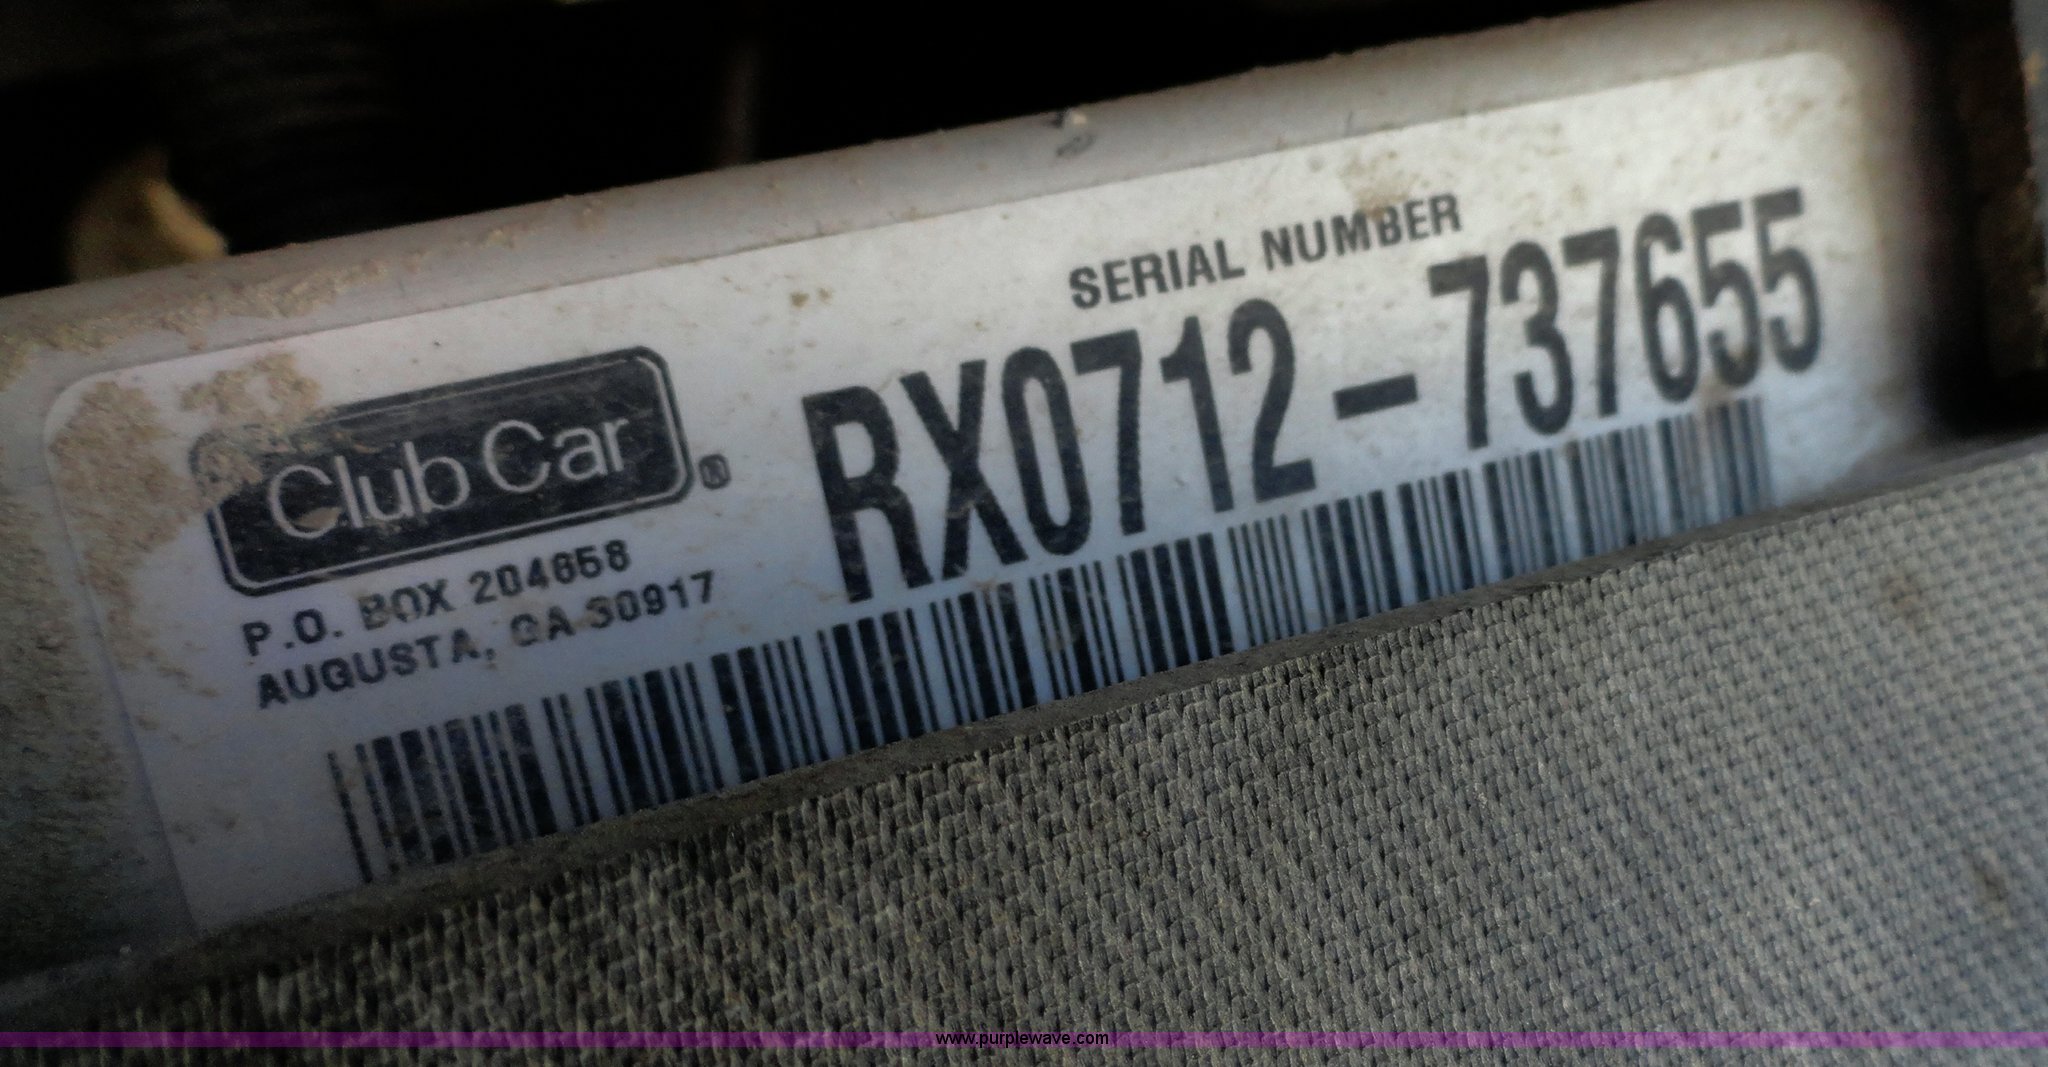 SERIAL NUMBER
Club Car®
RX0712-737655
P.O. BOX 204658
AUGUSTA, GA 30917
www.purplewave.com